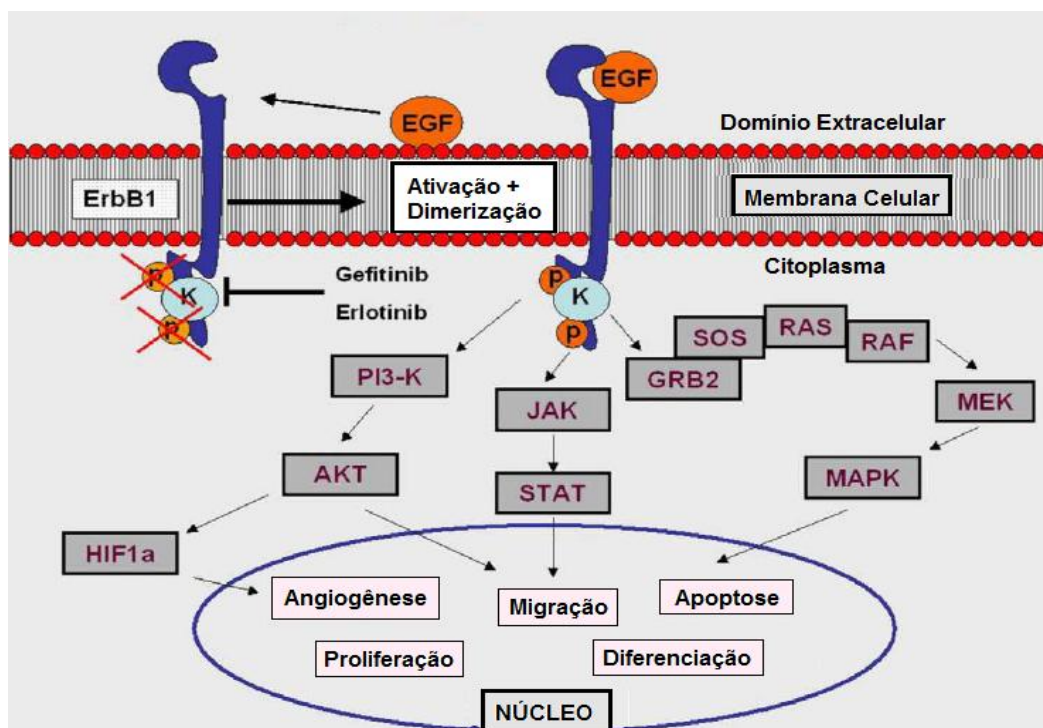 EGF
EGF
Domínio Extracelular
ErbB1
Ativação +
Dimerização
Membrana Celular
Citoplasma
p
K
p
Gefitinib
Erlotinib
p
K
p
SOS
RAS
RAF
GRB2
PI3-K
JAK
MEK
AKT
STAT
MAPK
HIF1a
Angiogênese
Migração
Apoptose
Proliferação
Diferenciação
NÚCLEO